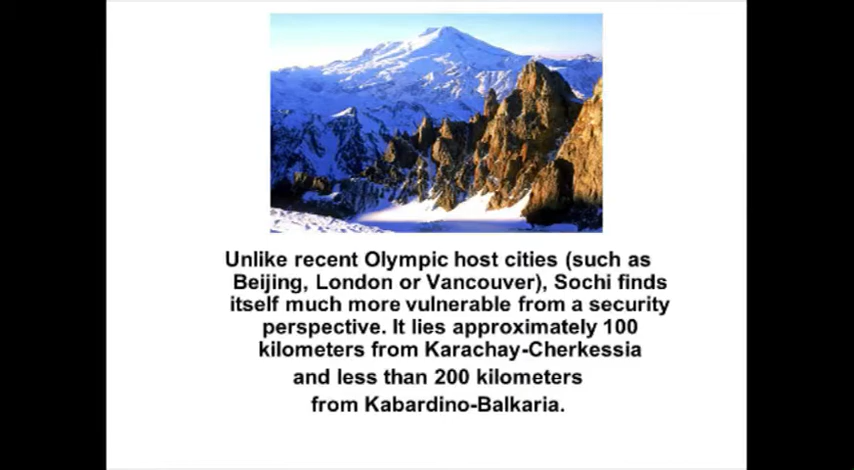 Unlike recent Olympic host cities (such as
Beijing, London or Vancouver), Sochi finds
itself much more vulnerable from a security
perspective. It lies approximately 100
kilometers from Karachay-Cherkessia
and less than 200 kilometers
from Kabardino-Balkaria.